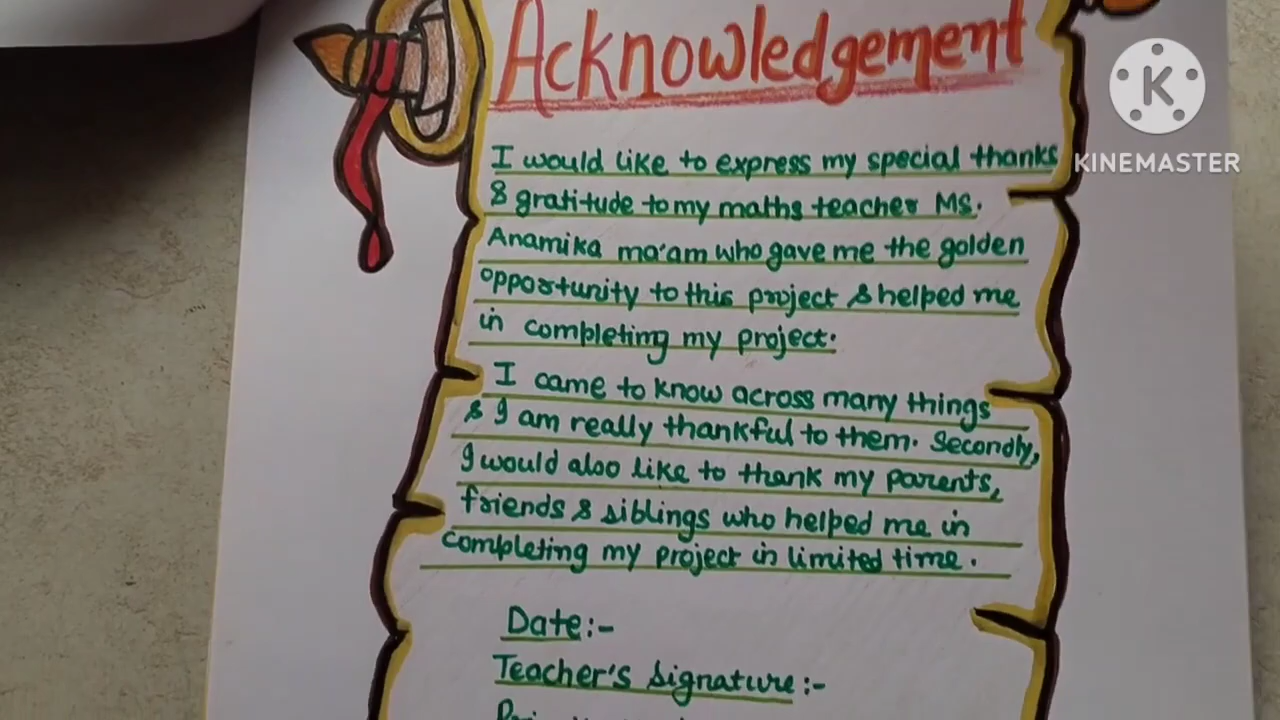 Acknowledgement
K
KINEMASTER
I would like to express my special thanks
& gratitude to my maths teacher Ms.
Anamika ma'am who gave me the golden
opportunity to this project & helped me
in completing my project.
I came to know across many things
& I am really thankful to them. Secondly,
I would also like to thank my parents,
friends & siblings who helped me in
completing my project in limited time.
Date:-
Teacher's Signature:-